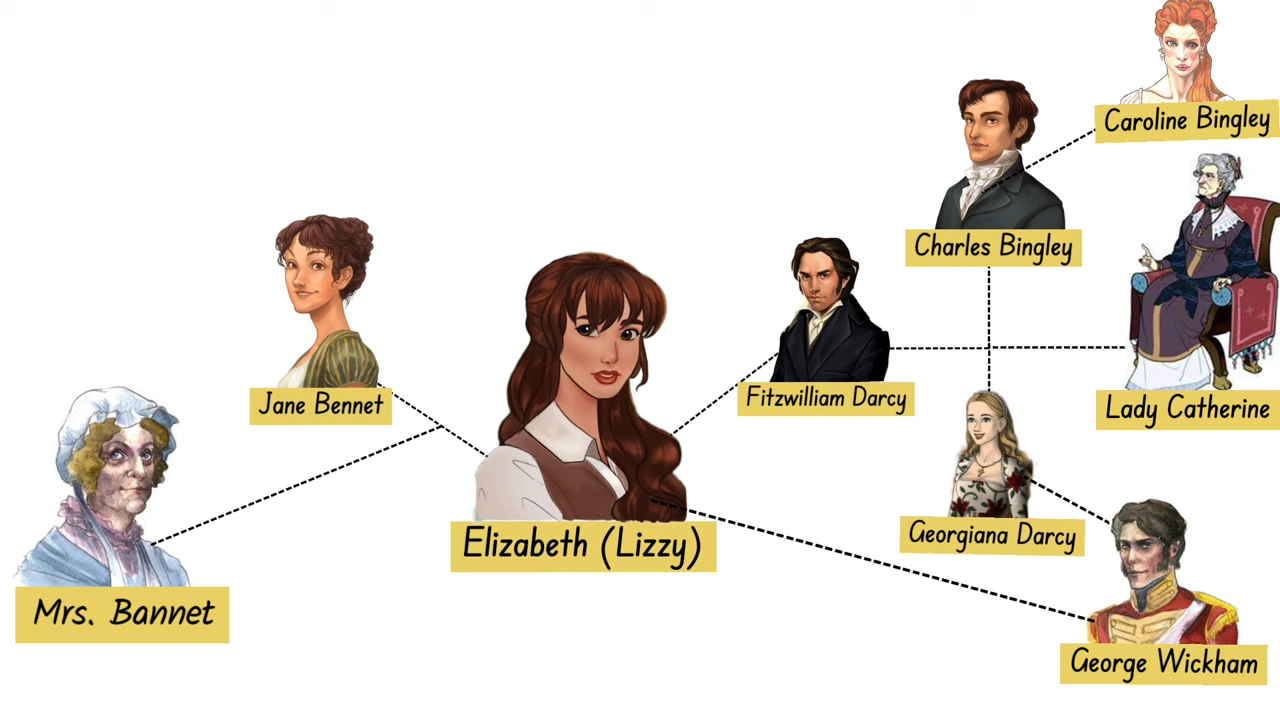 Caroline Bingley
Charles Bingley
Jane Bennet
Fitzwilliam Darcy
Lady Catherine
Elizabeth (Lizzy)
Georgiana Darcy
Mrs. Bannet
George Wickham